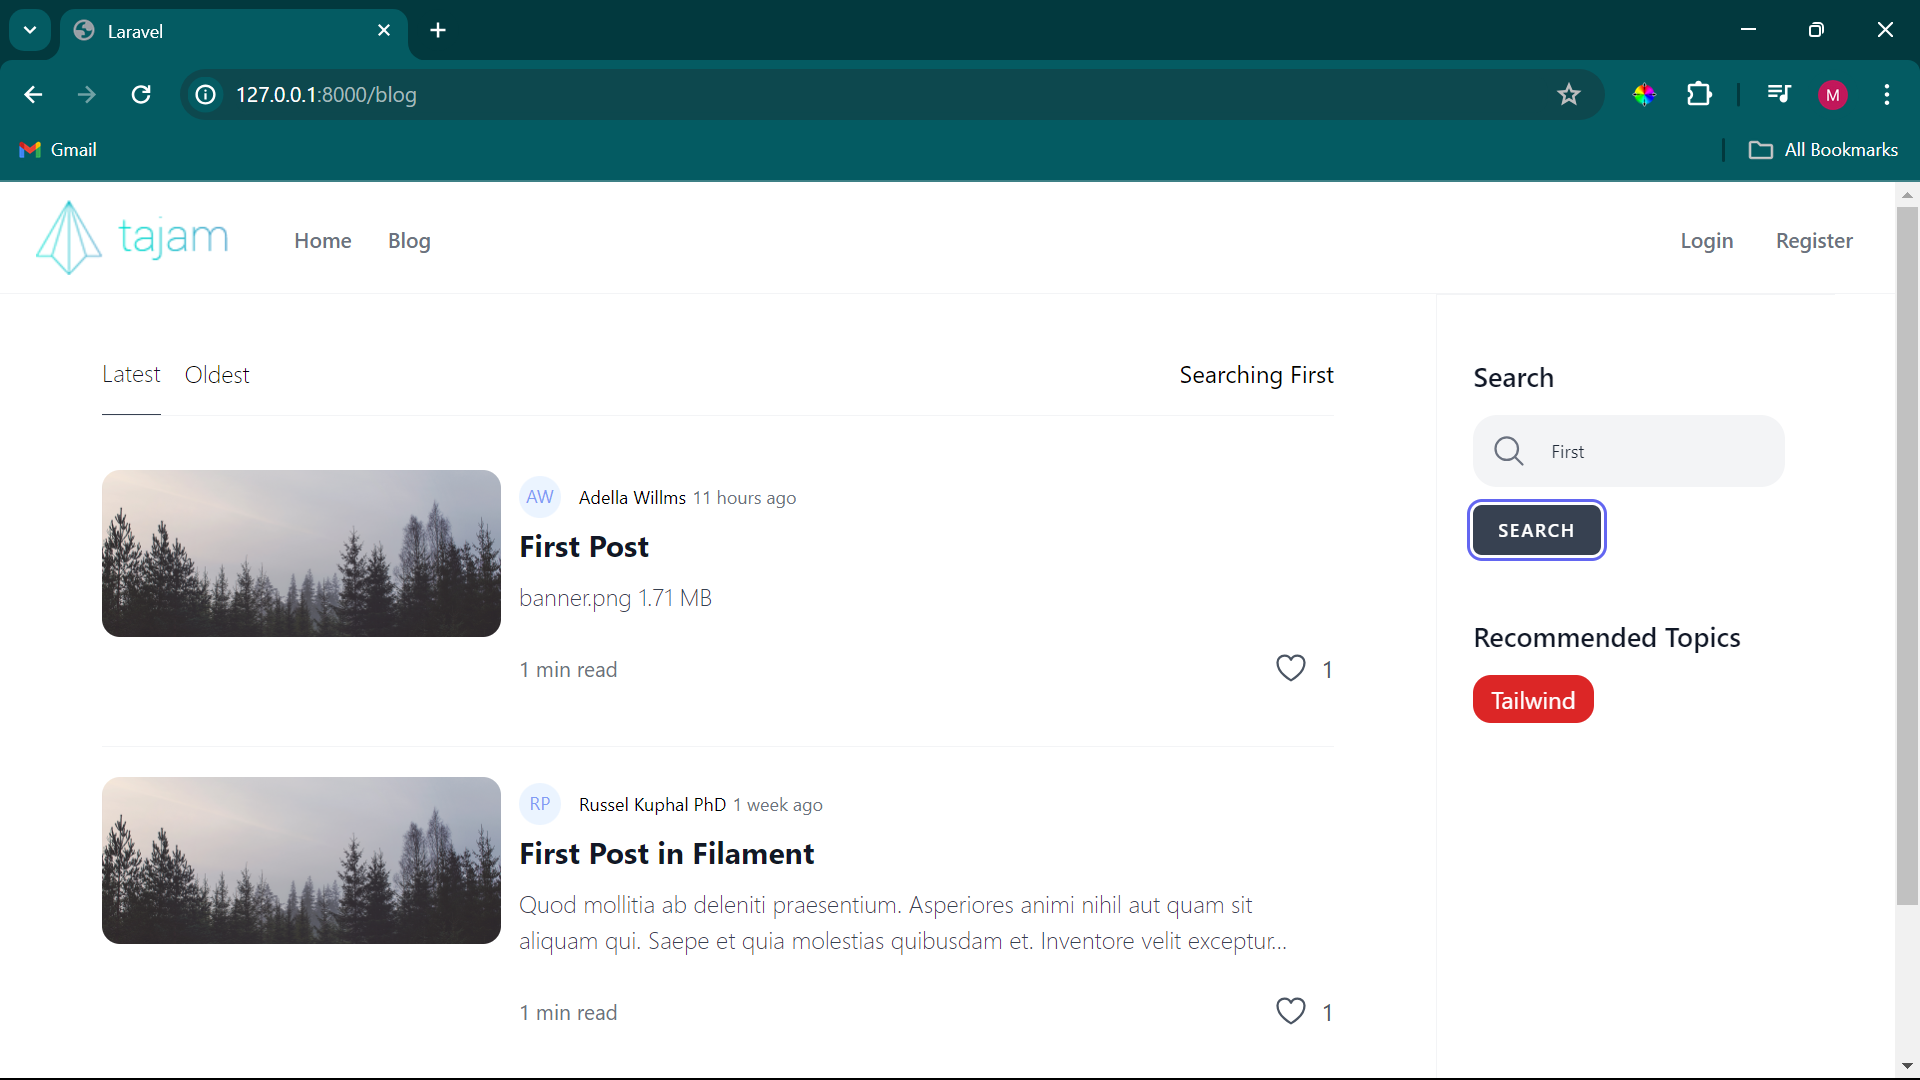 Laravel
127.0.0.1:8000/blog
M
Gmail
All Bookmarks
tajam
Home
Blog
Login
Register
Latest
Oldest
Searching First
Search
First
SEARCH
AW
Adella Willms 11 hours ago
First Post
banner.png 1.71 MB
1 min read
1
Recommended Topics
Tailwind
RP
Russel Kuphal PhD 1 week ago
First Post in Filament
Quod mollitia ab deleniti praesentium. Asperiores animi nihil aut quam sit
aliquam qui. Saepe et quia molestias quibusdam et. Inventore velit exceptur...
1 min read
1